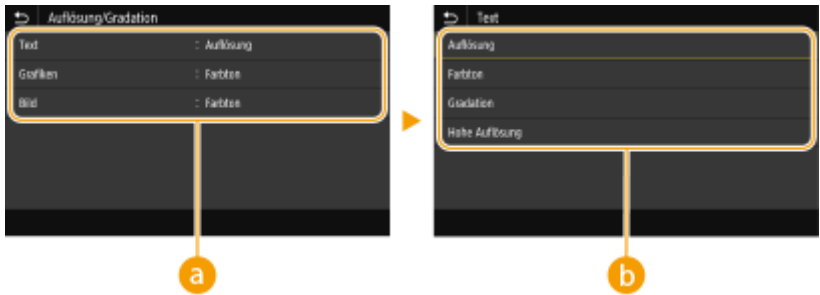 Auflösung/Gradation
Text : Auflösung
Grafiken : Farbton
Bild : Farbton
a
Text
Auflösung
Farbton
Gradation
Hohe Auflösung
b